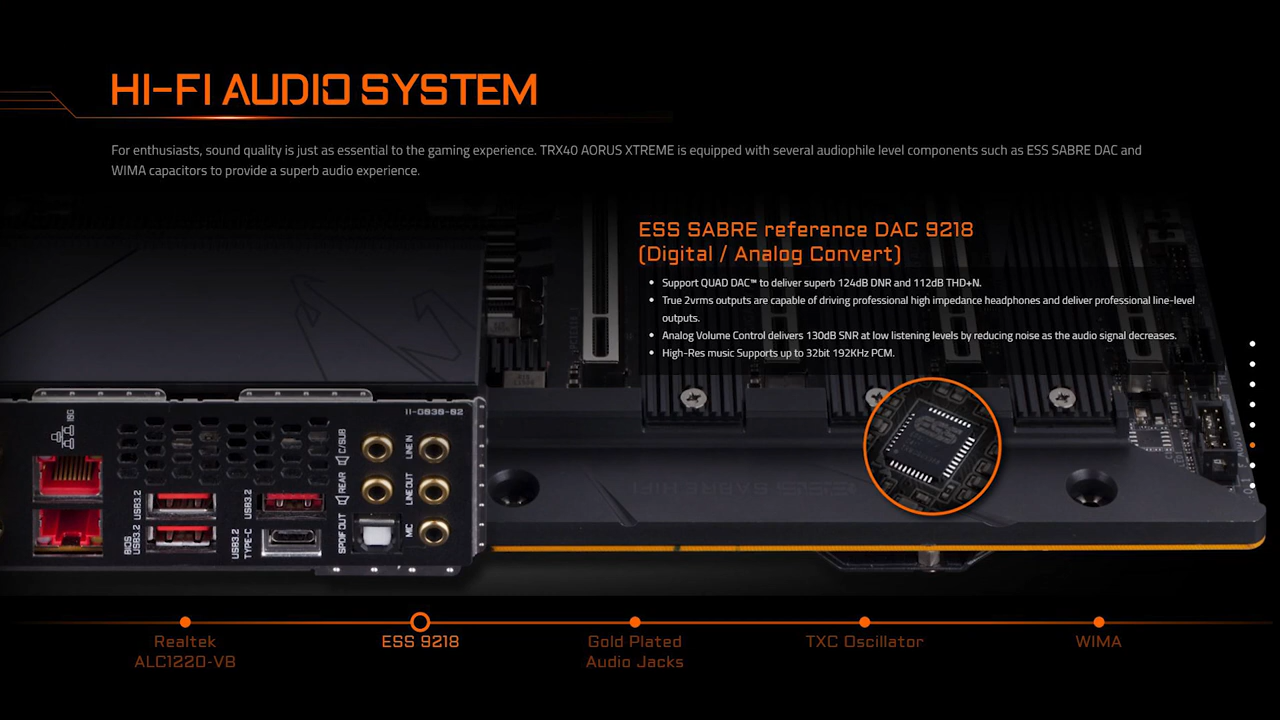 HI-FI AUDIO SYSTEM
For enthusiasts, sound quality is just as essential to the gaming experience. TRX40 AORUS XTREME is equipped with several audiophile level components such as ESS SABRE DAC and
WIMA capacitors to provide a superb audio experience.
ESS SABRE reference DAC 9218
(Digital / Analog Convert)
Support QUAD DAC™ to deliver superb 124dB DNR and 112dB THD+N.
True 2vrms outputs are capable of driving professional high impedance headphones and deliver professional line-level
outputs.
Analog Volume Control delivers 130dB SNR at low listening levels by reducing noise as the audio signal decreases.
High-Res music Supports up to 32bit 192KHz PCM.
11-0830-02
10G
C/SUB
LINE IN
REAR
LINE OUT
USB3.2
USB3.2
SPDIF OUT
MIC
BIOS
USB3.2
USB3.2
TYPE-C
ESS
Realtek
ALC1220-VB
ESS 9218
Gold Plated
Audio Jacks
TXC Oscillator
WIMA